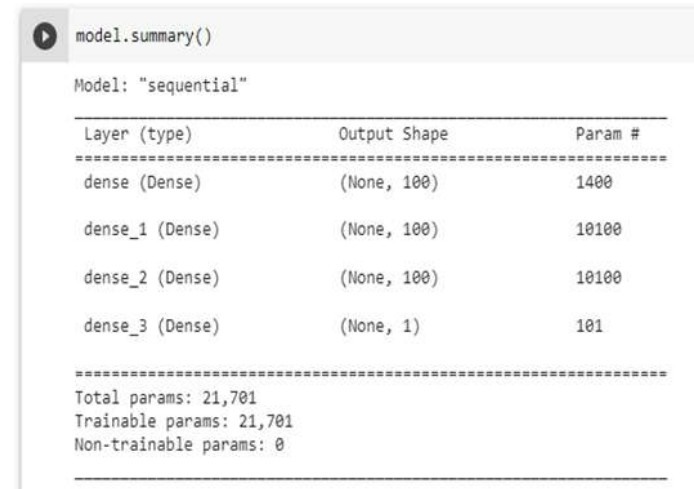 model.summary()
Model: "sequential"
Layer (type) Output Shape Param #
dense (Dense) (None, 100) 1400
dense_1 (Dense) (None, 100) 10100
dense_2 (Dense) (None, 100) 10100
dense_3 (Dense) (None, 1) 101
Total params: 21,701
Trainable params: 21,701
Non-trainable params: 0